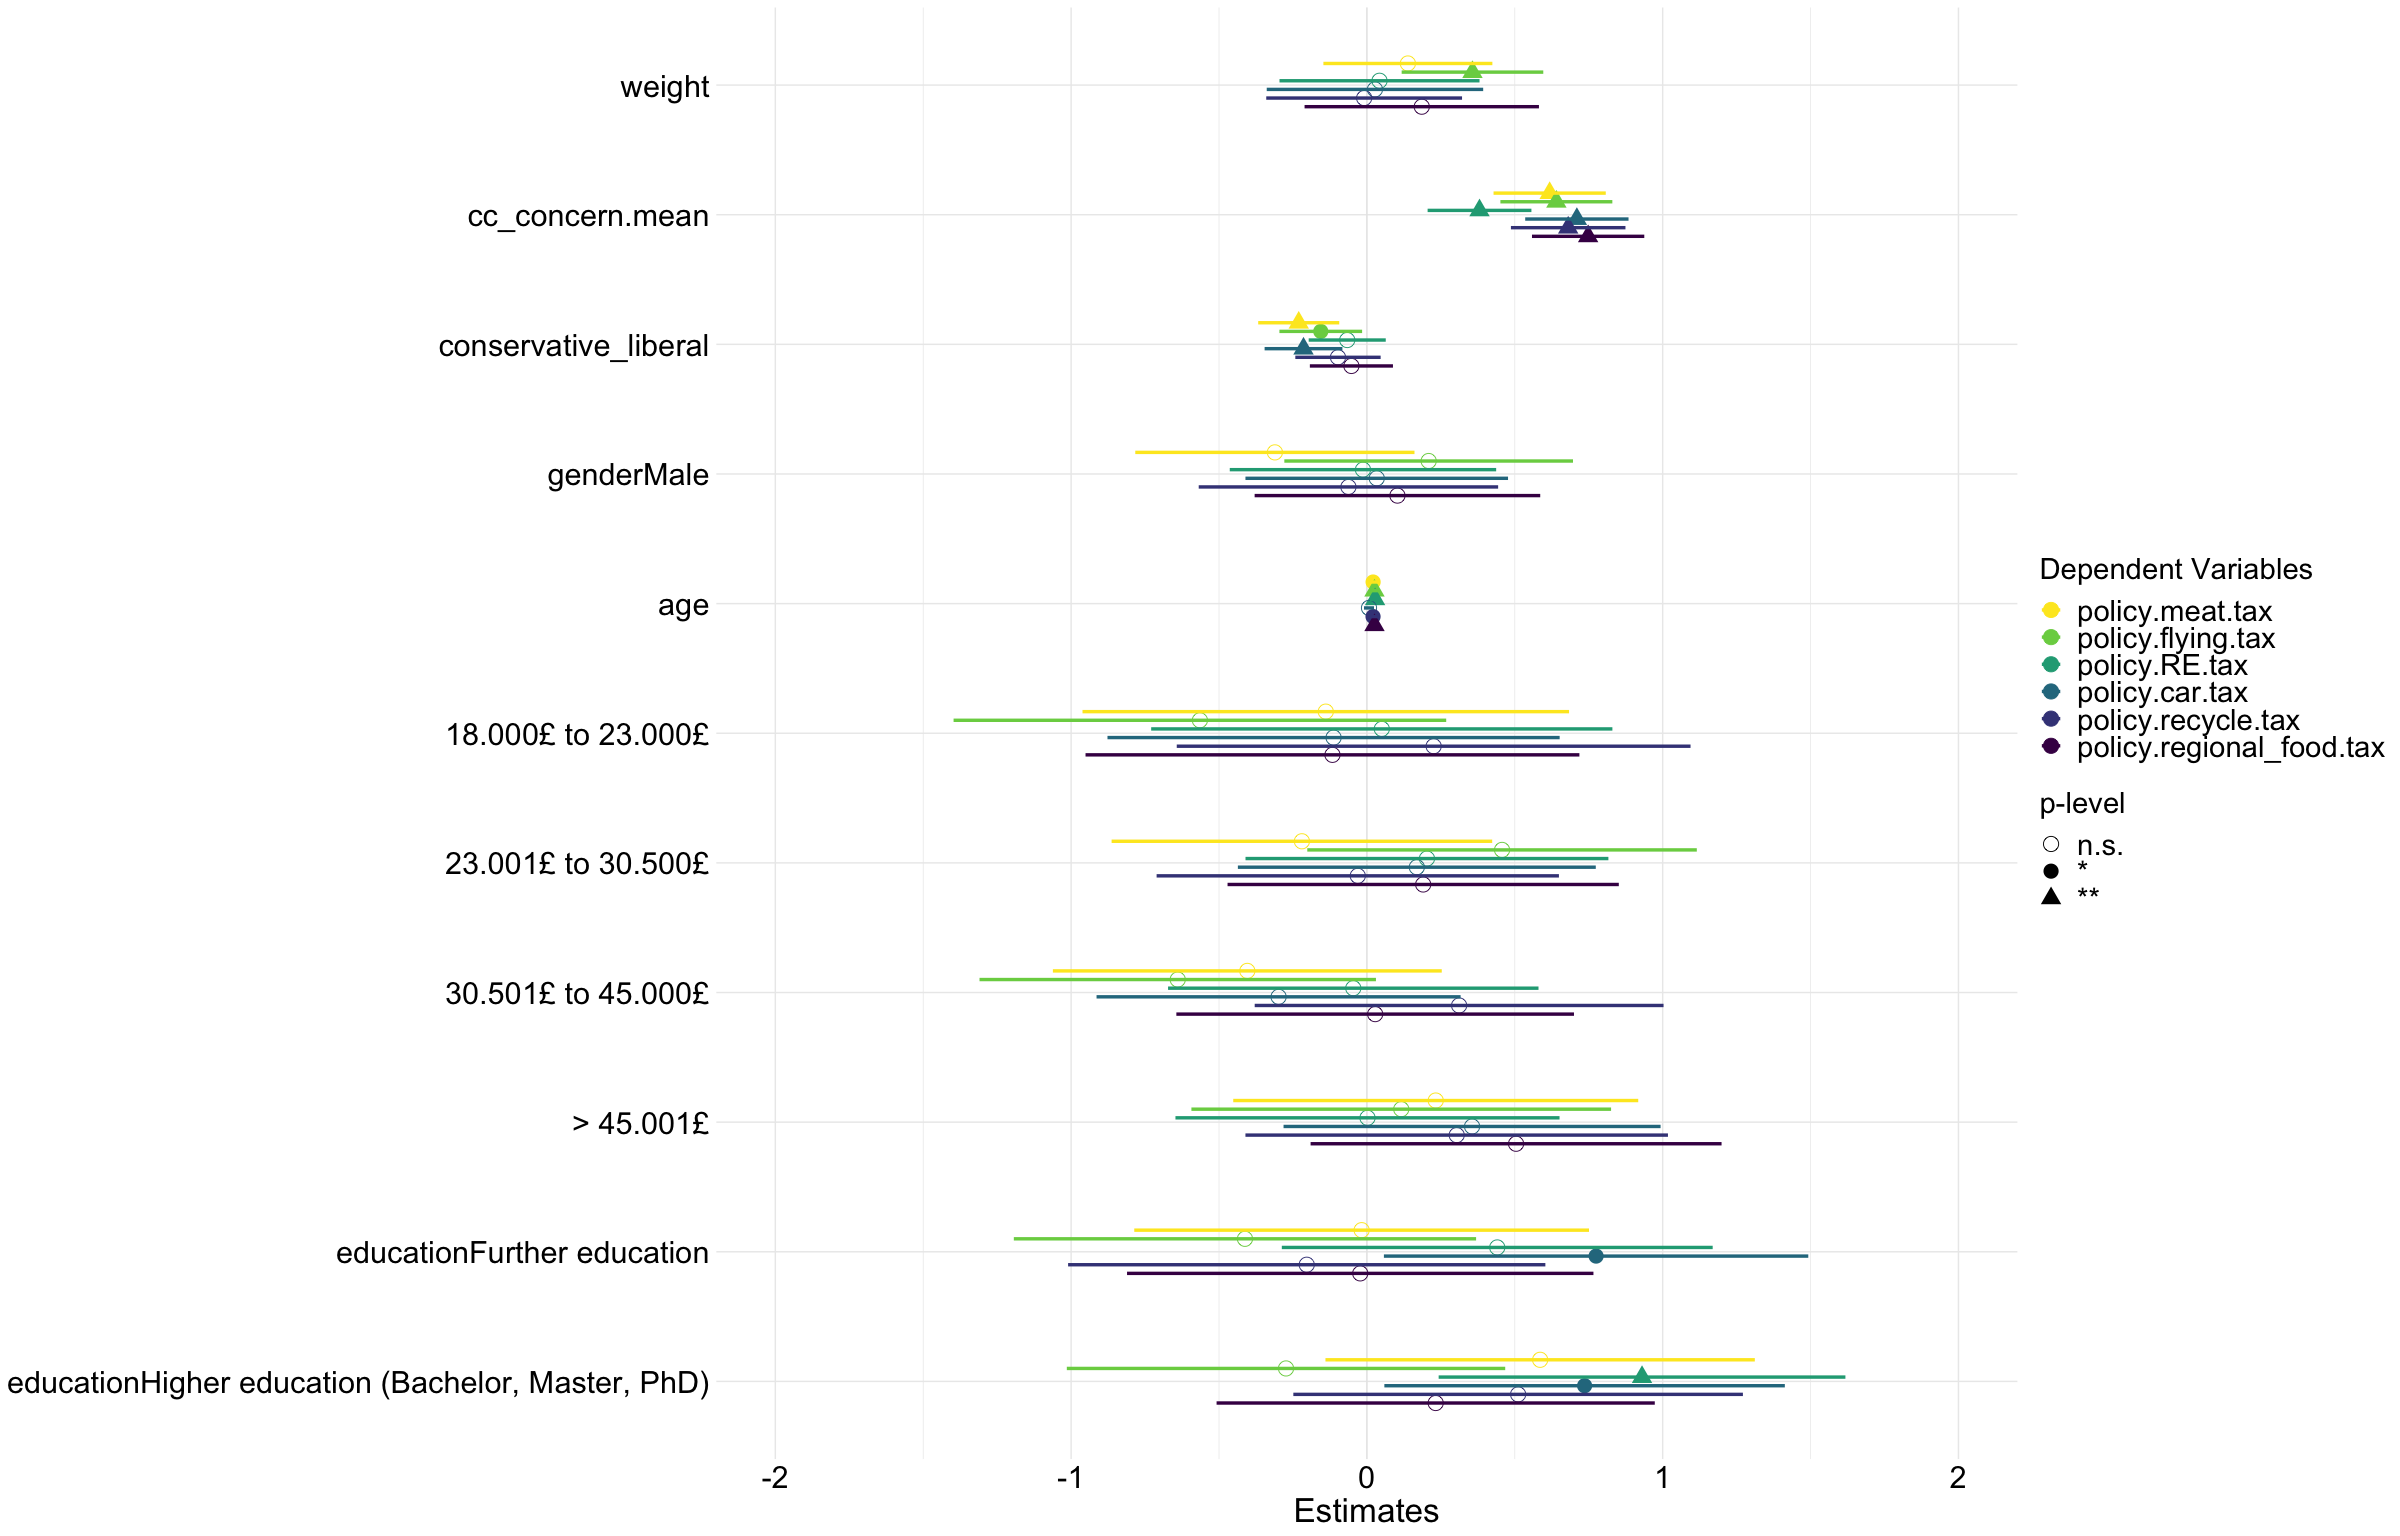 weight
cc_concern.mean
conservative_liberal
genderMale
age
18.000£ to 23.000£
23.001£ to 30.500£
30.501£ to 45.000£
> 45.001£
educationFurther education
educationHigher education (Bachelor, Master, PhD)
-2 -1 0 1 2
Estimates
Dependent Variables
policy.meat.tax
policy.flying.tax
policy.RE.tax
policy.car.tax
policy.recycle.tax
policy.regional_food.tax
p-level
n.s.
*
**